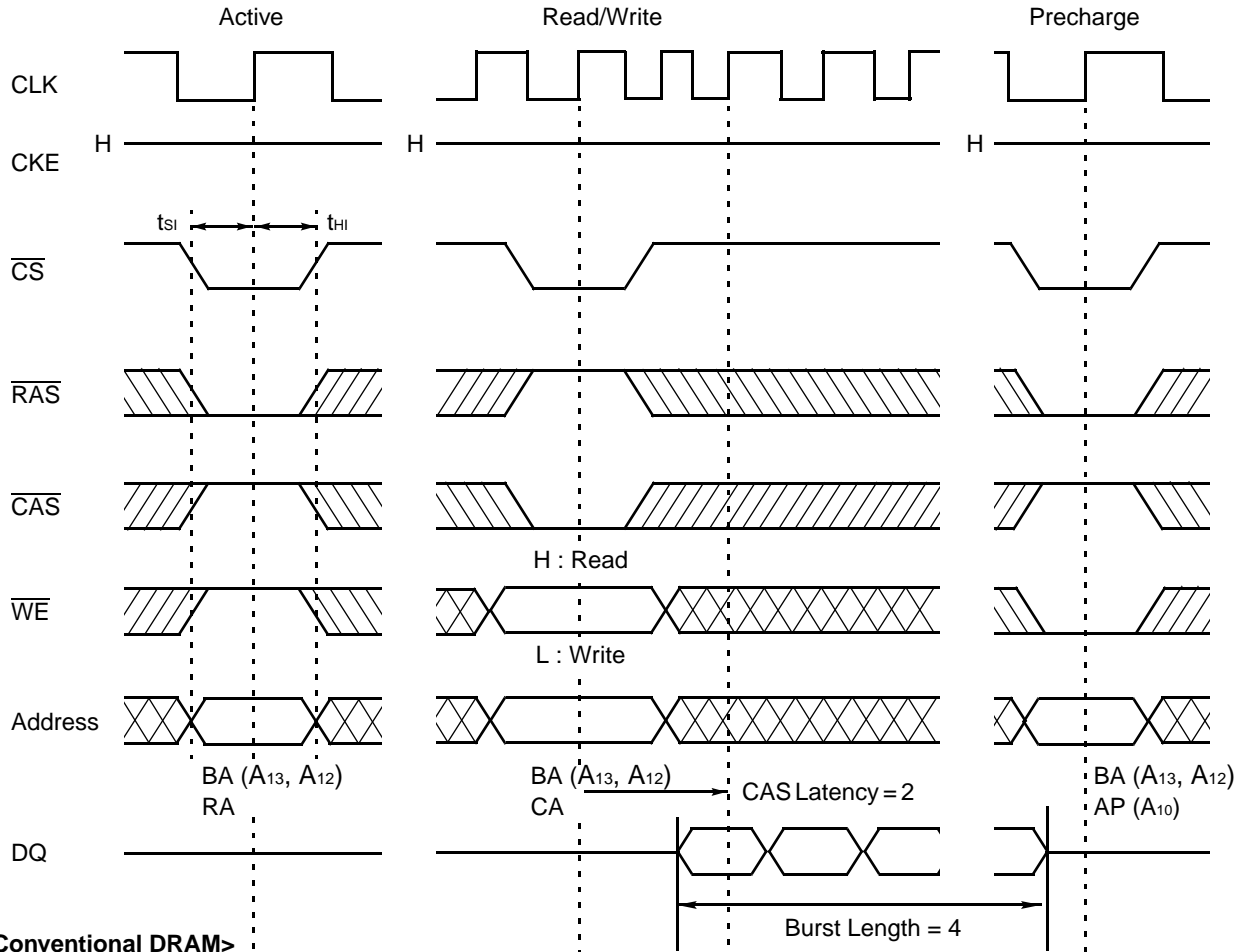 Active Read/Write Precharge
CLK
H H H
CKE
tSI tHI
CS
RAS
CAS
H : Read
WE
L : Write
Address
BA (A13, A12) BA (A13, A12) BA (A13, A12)
RA CA CAS Latency = 2 AP (A10)
DQ
Burst Length = 4
Conventional DRAM>